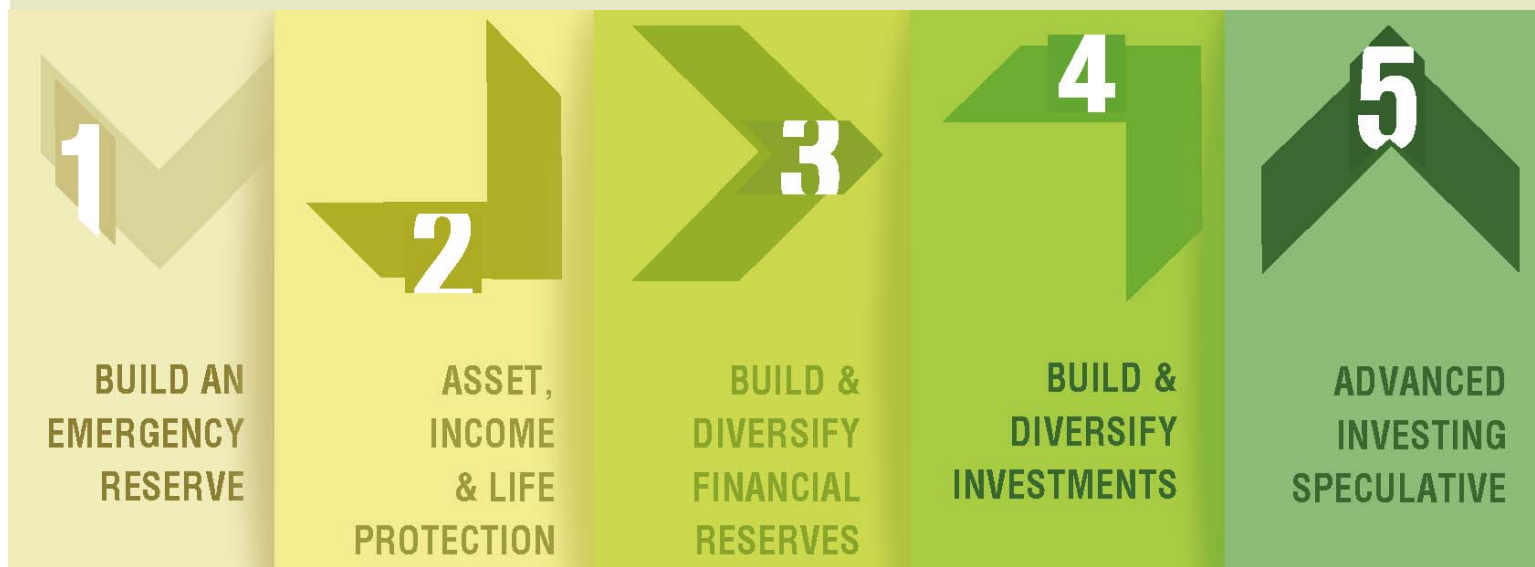 1
BUILD AN
EMERGENCY
RESERVE
2
ASSET,
INCOME
& LIFE
PROTECTION
3
BUILD &
DIVERSIFY
FINANCIAL
RESERVES
4
BUILD &
DIVERSIFY
INVESTMENTS
5
ADVANCED
INVESTING
SPECULATIVE